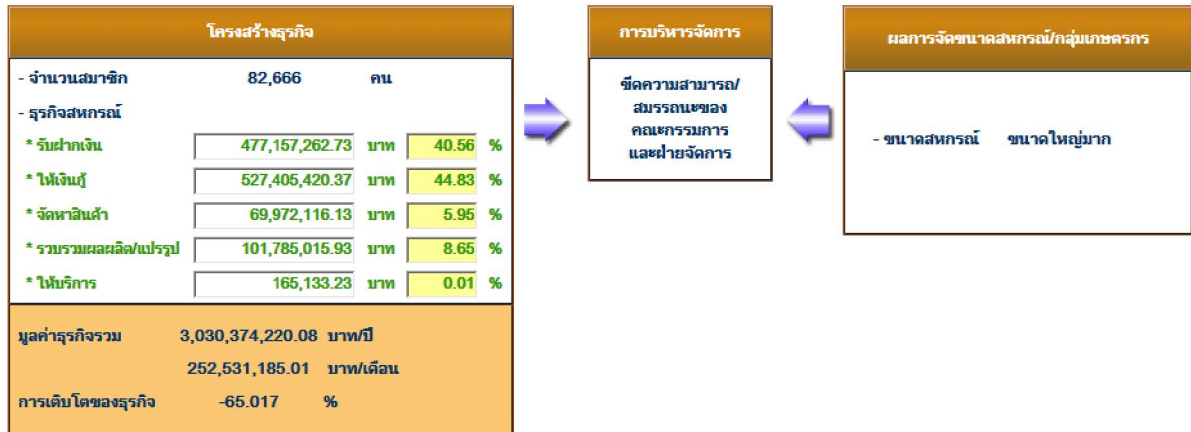 โครงสร้างธุรกิจ
- จำนวนสมาชิก 82,666 คน
- ธุรกิจสหกรณ์
* รับฝากเงิน 477,157,262.73 บาท 40.56 %
* ให้เงินกู้ 527,405,420.37 บาท 44.83 %
* จัดหาสินค้า 69,972,116.13 บาท 5.95 %
* รวบรวมผลผลิต/แปรรูป 101,785,015.93 บาท 8.65 %
* ให้บริการ 165,133.23 บาท 0.01 %
มูลค่าธุรกิจรวม 3,030,374,220.08 บาท/ปี
252,531,185.01 บาท/เดือน
การเติบโตของธุรกิจ -65.017 %
การบริหารจัดการ
ขีดความสามารถ/
สมรรถนะของ
คณะกรรมการ
และฝ่ายจัดการ
ผลการจัดขนาดสหกรณ์/กลุ่มเกษตรกร
- ขนาดสหกรณ์ ขนาดใหญ่มาก